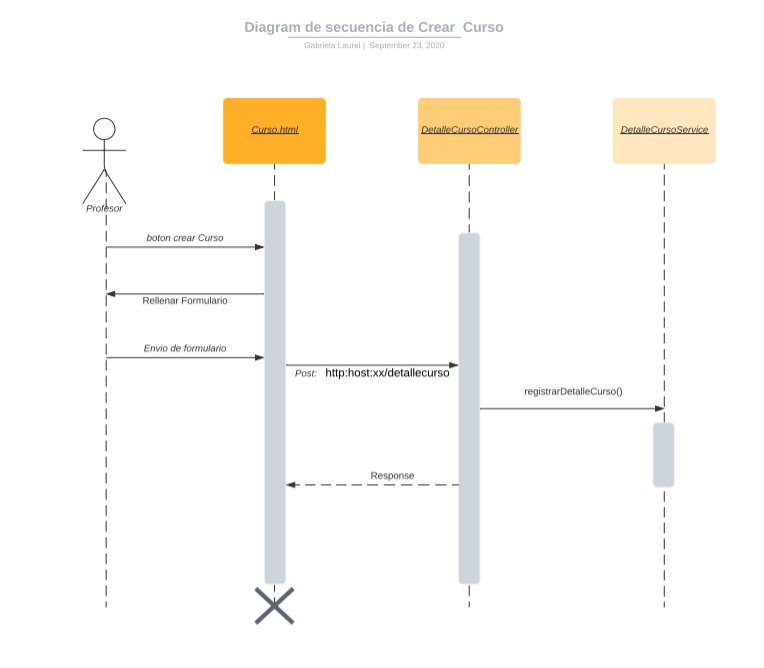 Diagram de secuencia de Crear Curso
Gabriela Laurel | September 23, 2020
Curso.html
DetalleCursoController
DetalleCursoService
Profesor
boton crear Curso
Rellenar Formulario
Envio de formulario
Post: http:host:xx/detallecurso
registrarDetalleCurso()
Response